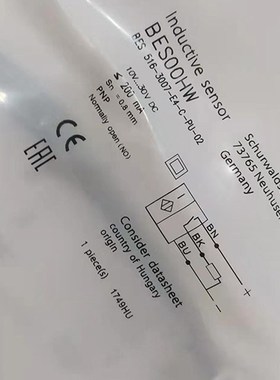 Inductive sensor
BES00HW
BES 516-3007-E4-C-PU-02
10V...30V DC
≤ 200 mA
Sn = 0.8 mm
PNP
Normally open (NO)
CE
EAC
Schurwald
73765 Neuhause
Germany
BN
BK
BU
+
-
Consider datasheet
country of Hungary
origin
1 piece(s)
1749HU